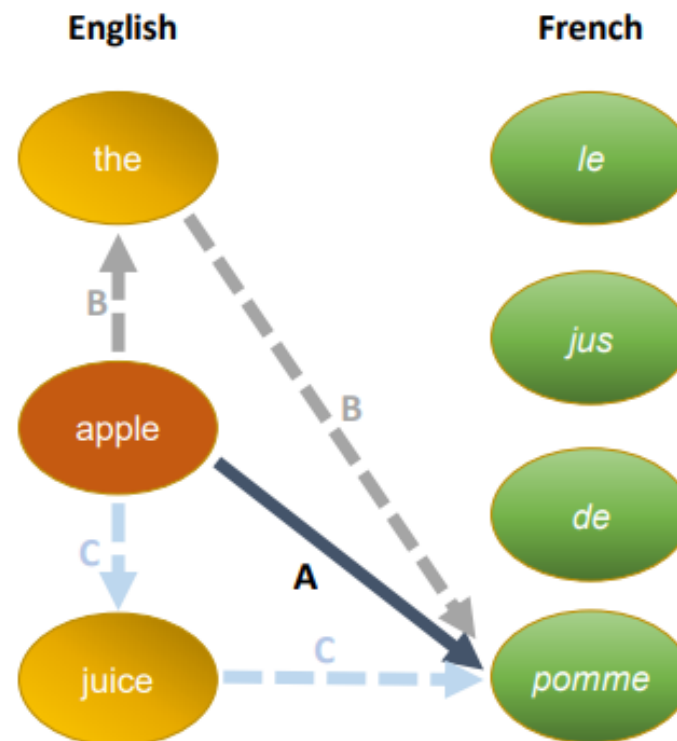 English
French
the
le
B
jus
apple
B
de
C
A
juice
C
pomme